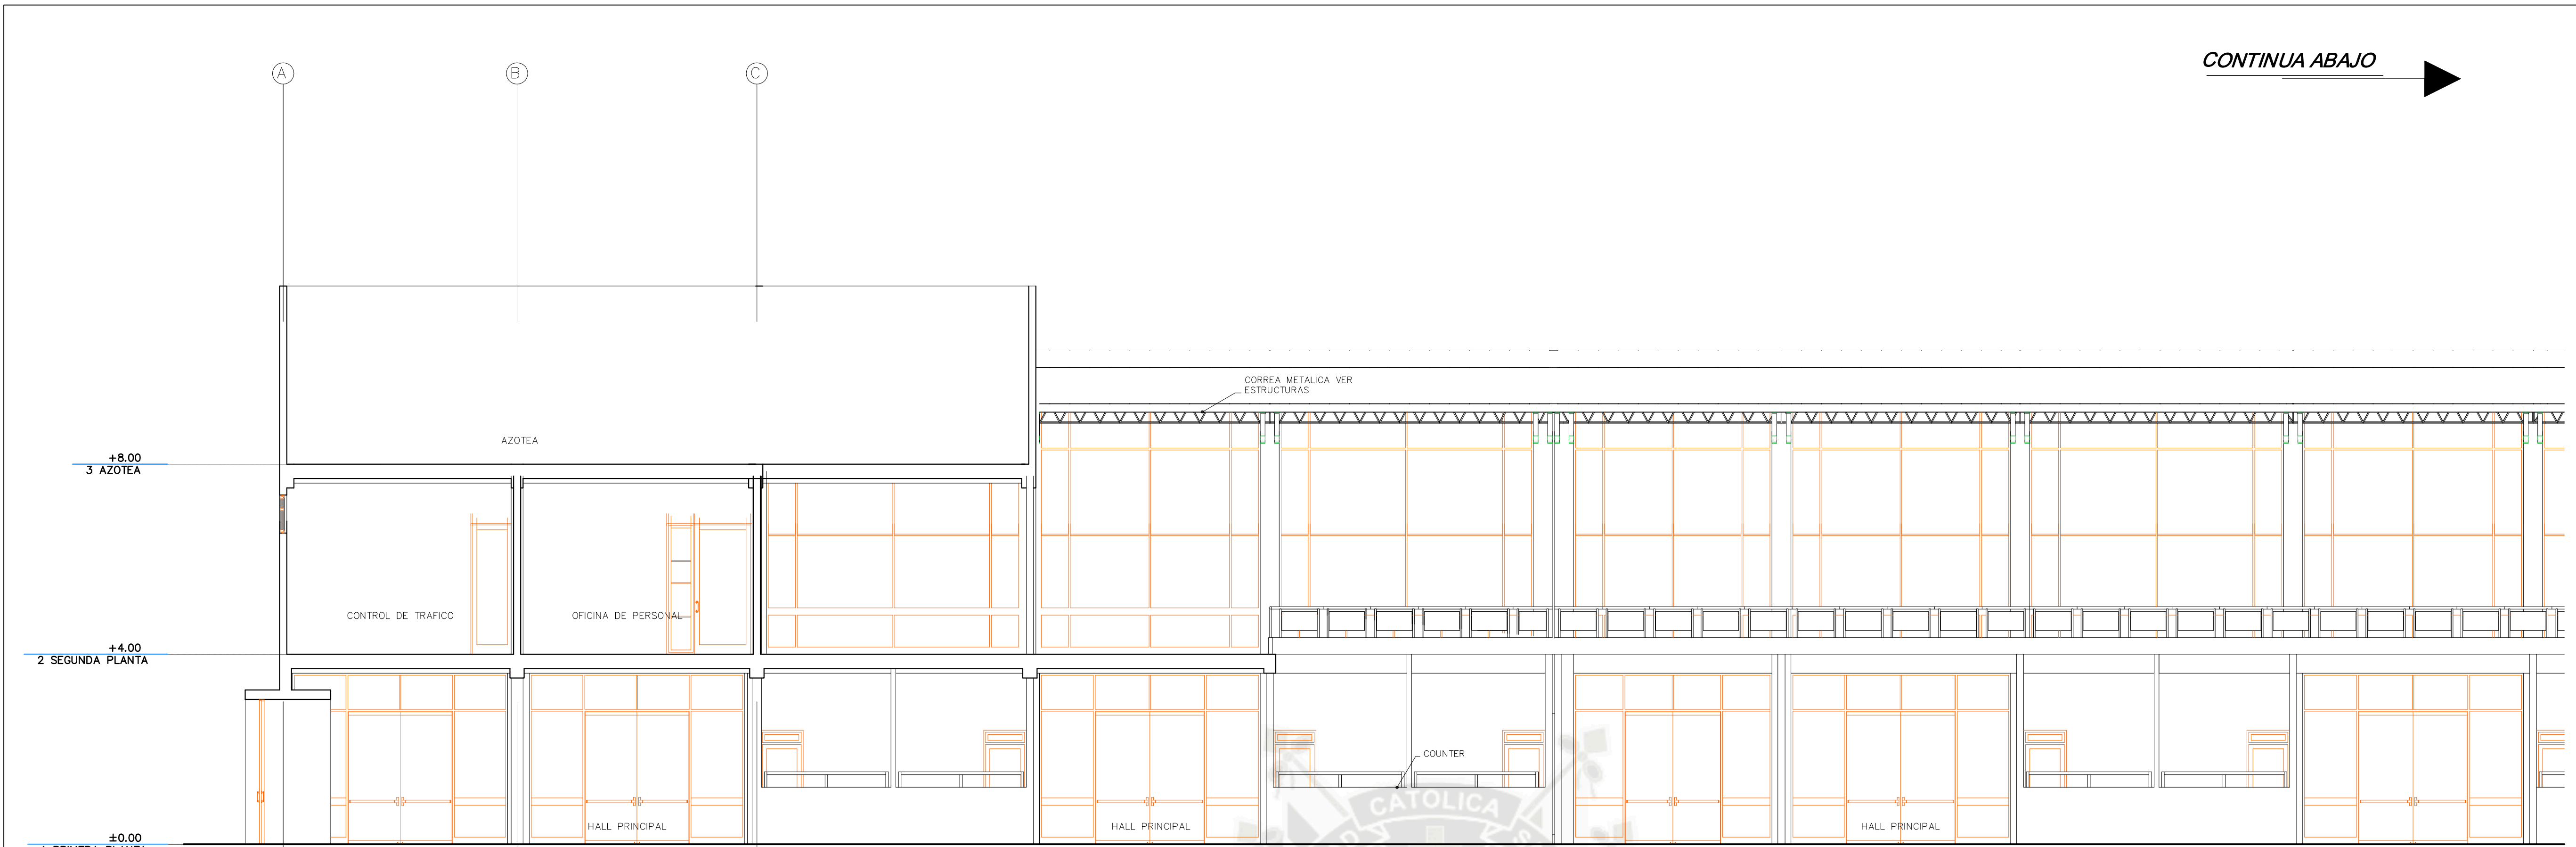 CONTINUA ABAJO
A
B
C
CORREA METALICA VER
ESTRUCTURAS
AZOTEA
+8.00
3 AZOTEA
CONTROL DE TRAFICO
OFICINA DE PERSONAL
+4.00
2 SEGUNDA PLANTA
COUNTER
CATOLICA
HALL PRINCIPAL
HALL PRINCIPAL
HALL PRINCIPAL
±0.00